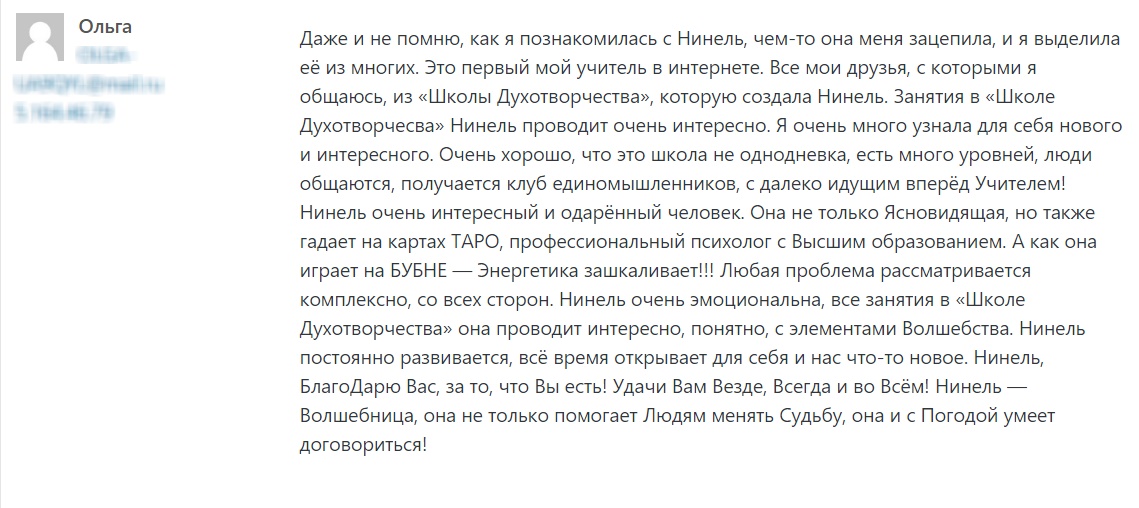 Ольга
Даже и не помню, как я познакомилась с Нинель, чем-то она меня зацепила, и я выделила
её из многих. Это первый мой учитель в интернете. Все мои друзья, с которыми я
общаюсь, из «Школы Духотворчества», которую создала Нинель. Занятия в «Школе
Духотворчесва» Нинель проводит очень интересно. Я очень много узнала для себя нового
и интересного. Очень хорошо, что это школа не однодневка, есть много уровней, люди
общаются, получается клуб единомышленников, с далеко идущим вперёд Учителем!
Нинель очень интересный и одарённый человек. Она не только Ясновидящая, но также
гадает на картах ТАРО, профессиональный психолог с Высшим образованием. А как она
играет на БУБНЕ — Энергетика зашкаливает!!! Любая проблема рассматривается
комплексно, со всех сторон. Нинель очень эмоциональна, все занятия в «Школе
Духотворчества» она проводит интересно, понятно, с элементами Волшебства. Нинель
постоянно развивается, всё время открывает для себя и нас что-то новое. Нинель,
БлагоДарю Вас, за то, что Вы есть! Удачи Вам Везде, Всегда и во Всём! Нинель —
Волшебница, она не только помогает Людям менять Судьбу, она и с Погодой умеет
договориться!